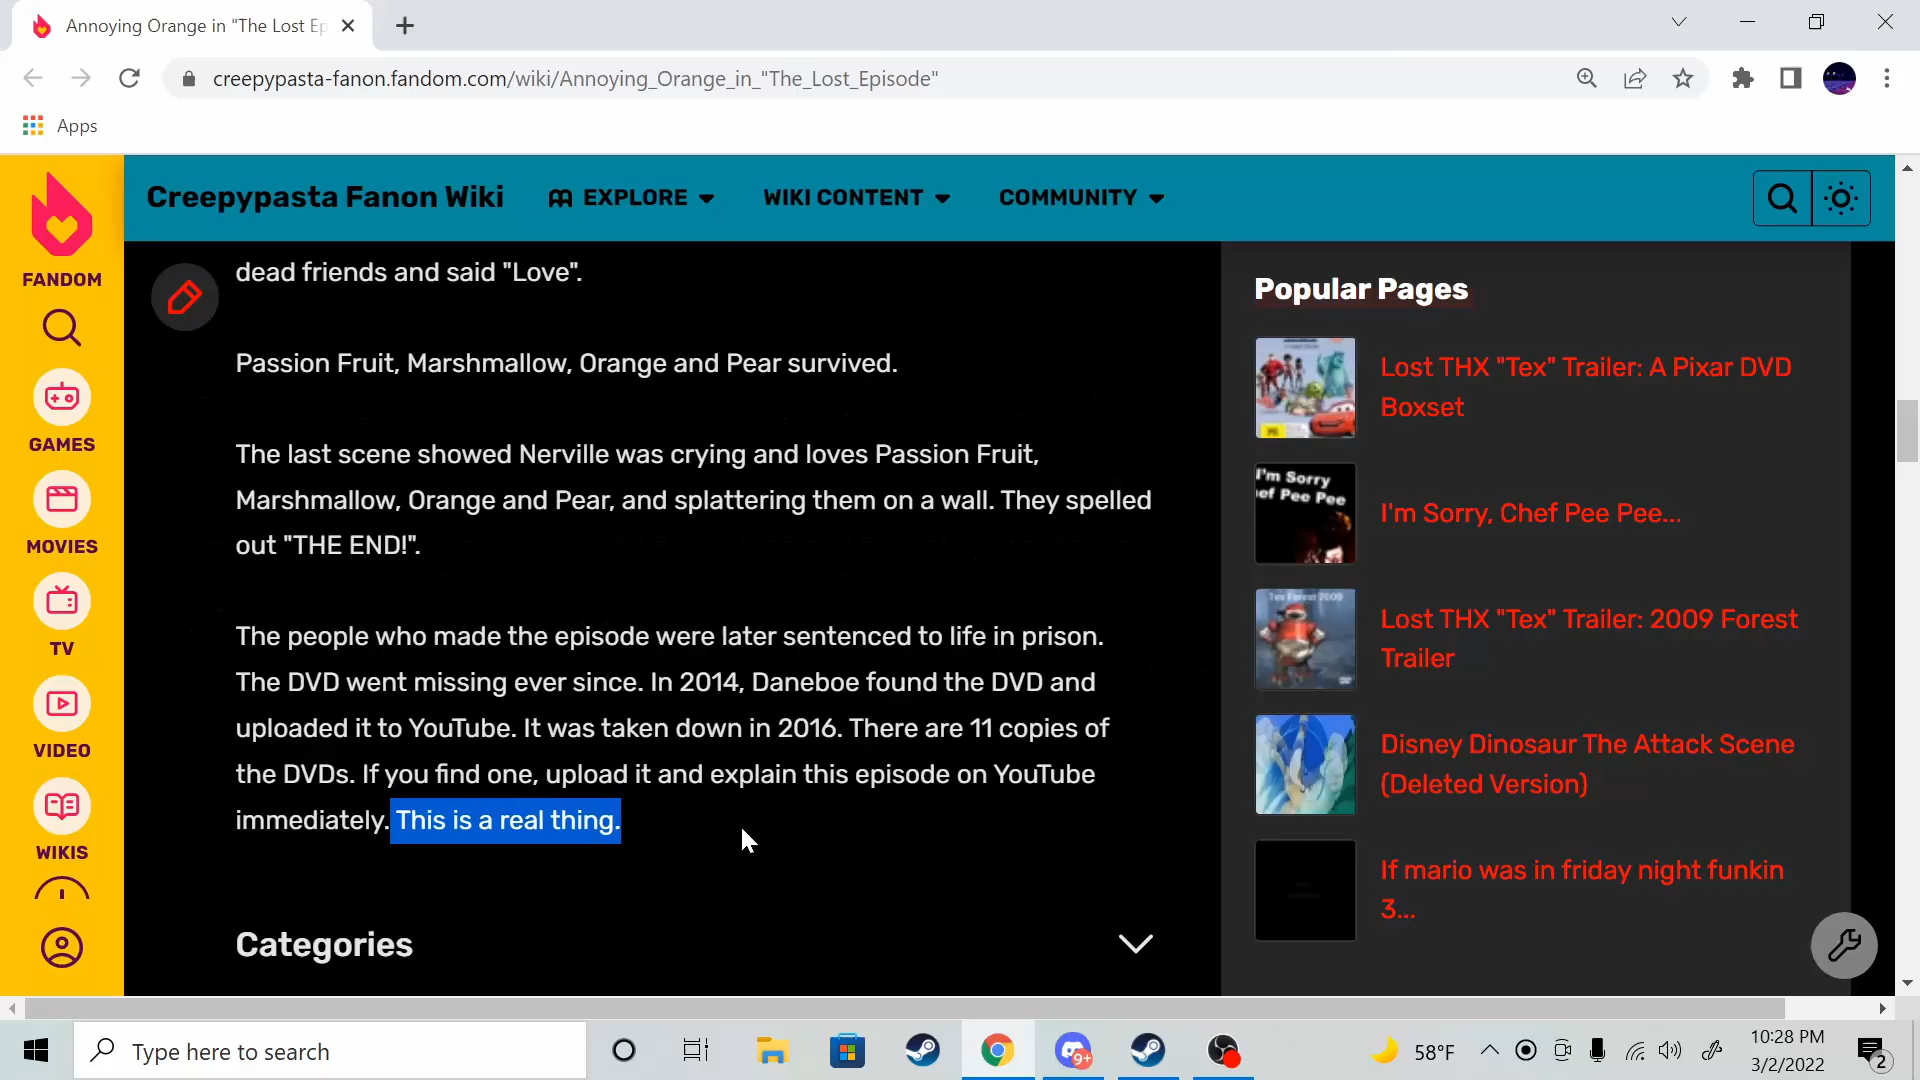 Annoying Orange in "The Lost Ep
creepypasta-fanon.fandom.com/wiki/Annoying_Orange_in_"The_Lost_Episode"
Apps
FANDOM
GAMES
MOVIES
TV
VIDEO
WIKIS
Creepypasta Fanon Wiki
EXPLORE
WIKI CONTENT
COMMUNITY
dead friends and said "Love".
Passion Fruit, Marshmallow, Orange and Pear survived.
The last scene showed Nerville was crying and loves Passion Fruit,
Marshmallow, Orange and Pear, and splattering them on a wall. They spelled
out "THE END!".
The people who made the episode were later sentenced to life in prison.
The DVD went missing ever since. In 2014, Daneboe found the DVD and
uploaded it to YouTube. It was taken down in 2016. There are 11 copies of
the DVDs. If you find one, upload it and explain this episode on YouTube
immediately. This is a real thing.
Categories
Popular Pages
Lost THX "Tex" Trailer: A Pixar DVD
Boxset
I'm Sorry
ef Pee Pee
I'm Sorry, Chef Pee Pee...
Tex Forest 2009
Lost THX "Tex" Trailer: 2009 Forest
Trailer
Disney Dinosaur The Attack Scene
(Deleted Version)
If mario was in friday night funkin
3...
Type here to search
9+
58°F
10:28 PM
3/2/2022
2